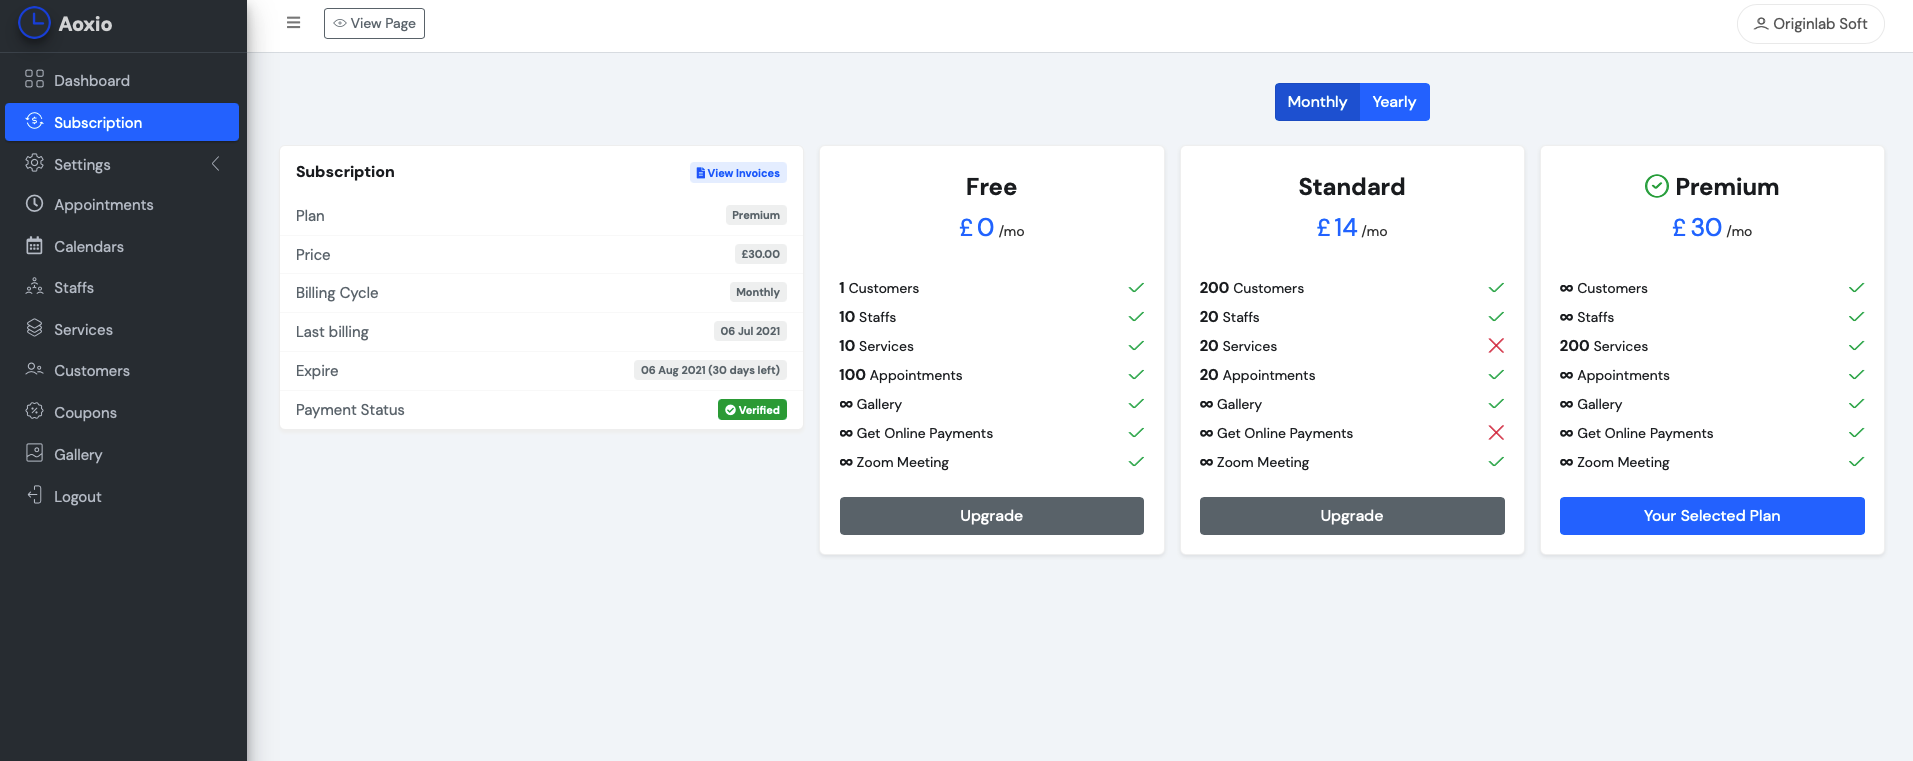 Aoxio
View Page
Originlab Soft
Dashboard
Subscription
Settings
Appointments
Calendars
Staffs
Services
Customers
Coupons
Gallery
Logout
Monthly Yearly
Subscription View Invoices
Plan Premium
Price £30.00
Billing Cycle Monthly
Last billing 06 Jul 2021
Expire 06 Aug 2021 (30 days left)
Payment Status Verified
Free
£ 0 /mo
1 Customers
10 Staffs
10 Services
100 Appointments
∞ Gallery
∞ Get Online Payments
∞ Zoom Meeting
Upgrade
Standard
£ 14 /mo
200 Customers
20 Staffs
20 Services
20 Appointments
∞ Gallery
∞ Get Online Payments
∞ Zoom Meeting
Upgrade
Premium
£ 30 /mo
∞ Customers
∞ Staffs
200 Services
∞ Appointments
∞ Gallery
∞ Get Online Payments
∞ Zoom Meeting
Your Selected Plan